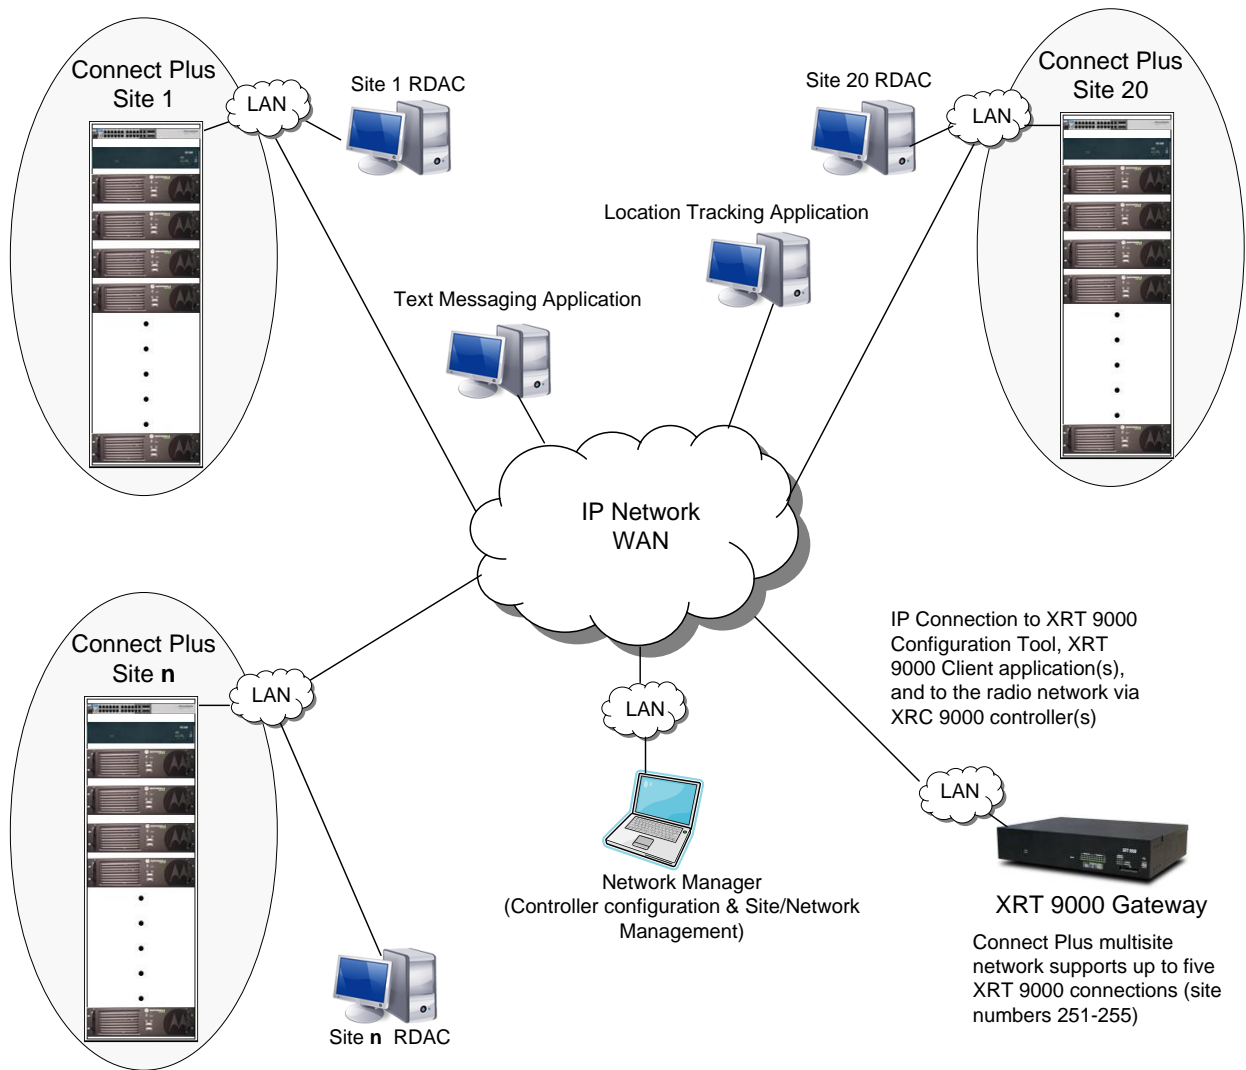 Connect Plus
Site 1
LAN
Site 1 RDAC
Site 20 RDAC
LAN
Connect Plus
Site 20
Location Tracking Application
Text Messaging Application
IP Network
WAN
Connect Plus
Site n
LAN
LAN
IP Connection to XRT 9000
Configuration Tool, XRT
9000 Client application(s),
and to the radio network via
XRC 9000 controller(s)
LAN
Network Manager
(Controller configuration & Site/Network
Management)
XRT 9000 Gateway
Connect Plus multisite
network supports up to five
XRT 9000 connections (site
numbers 251-255)
Site n RDAC